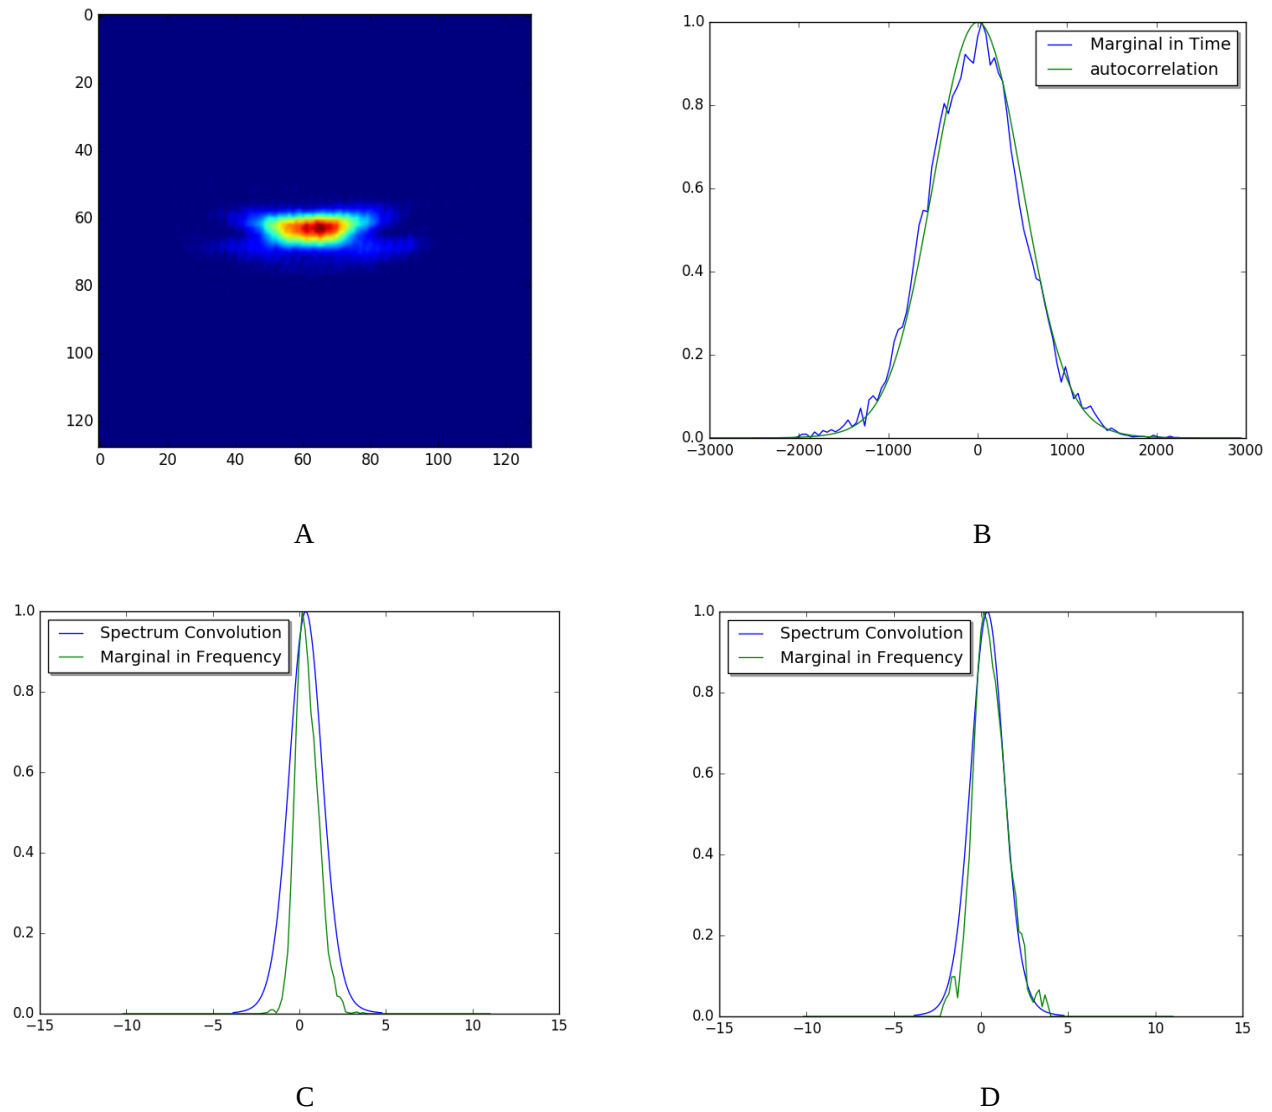 0
20
40
60
80
100
120
0 20 40 60 80 100 120
A
1.0
0.8
0.6
0.4
0.2
0.0
−3000 −2000 −1000 0 1000 2000 3000
Marginal in Time
autocorrelation
B
1.0
0.8
0.6
0.4
0.2
0.0
−15 −10 −5 0 5 10 15
Spectrum Convolution
Marginal in Frequency
C
1.0
0.8
0.6
0.4
0.2
0.0
−15 −10 −5 0 5 10 15
Spectrum Convolution
Marginal in Frequency
D